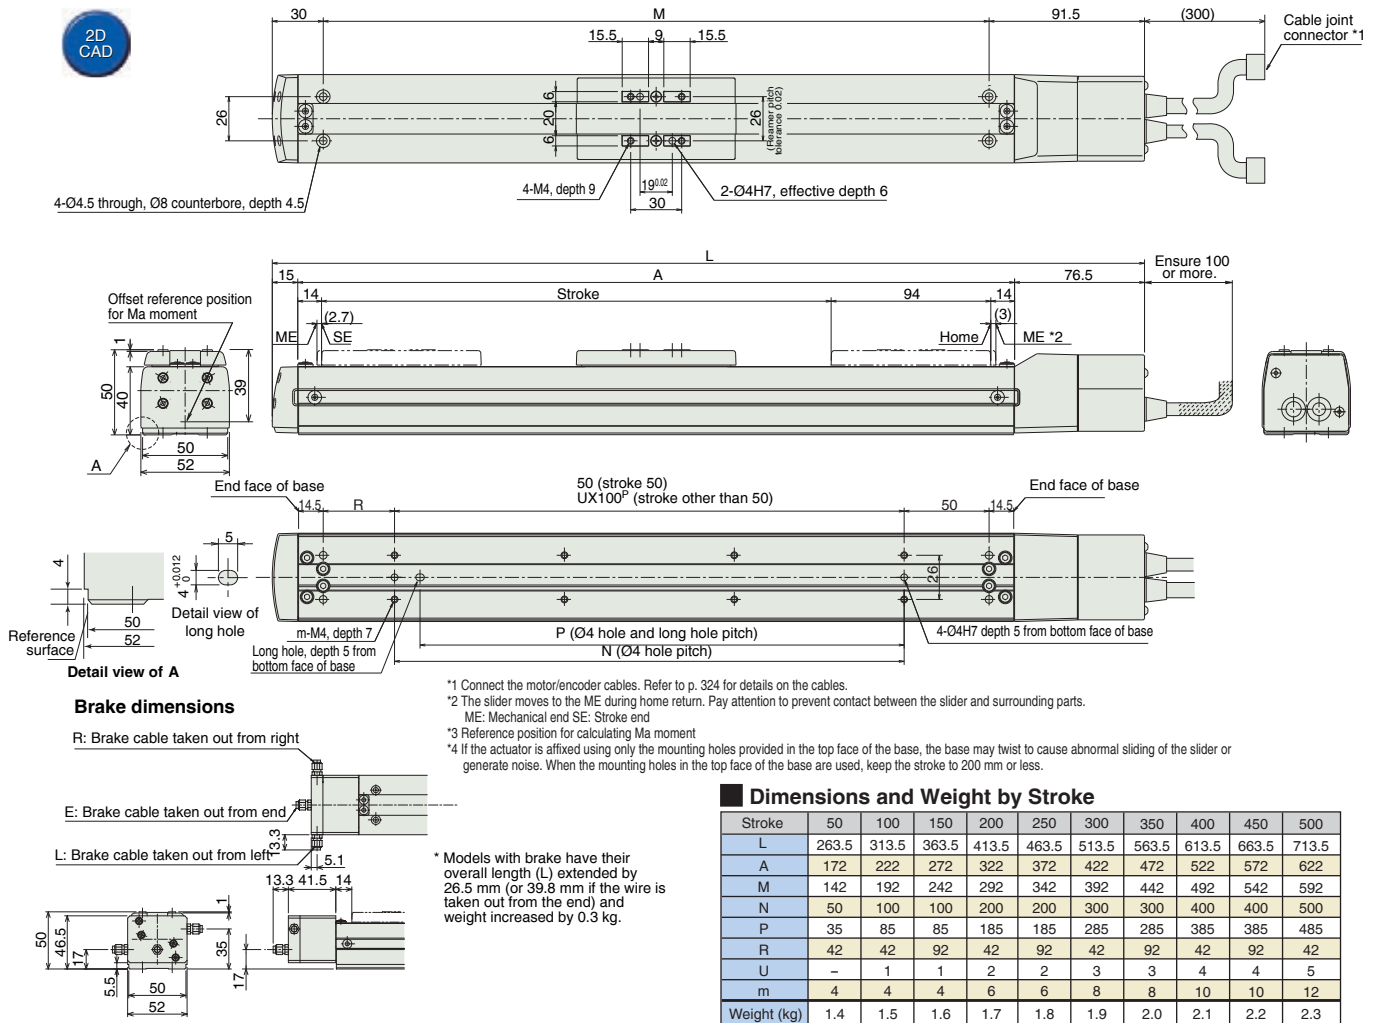 2D
CAD
30
M
91.5
(300)
Cable joint
connector *1
15.5
9
15.5
26
6
20
6
26
(Reamer pitch
tolerance 0.02)
4-M4, depth 9
19 0.02
30
2-Ø4H7, effective depth 6
4-Ø4.5 through, Ø8 counterbore, depth 4.5
L
15
A
76.5
Ensure 100
or more.
Offset reference position
for Ma moment
14
Stroke
94
14
(2.7)
(3)
ME
SE
Home
ME *2
1
50
40
39
50
52
A
End face of base
50 (stroke 50)
UX100P (stroke other than 50)
End face of base
14.5
R
50
14.5
4
5
4 +0.012
0
26
50
52
Reference
surface
Detail view of A
Detail view of
long hole
m-M4, depth 7
Long hole, depth 5 from
bottom face of base
P (Ø4 hole and long hole pitch)
N (Ø4 hole pitch)
4-Ø4H7 depth 5 from bottom face of base
*1 Connect the motor/encoder cables. Refer to p. 324 for details on the cables.
*2 The slider moves to the ME during home return. Pay attention to prevent contact between the slider and surrounding parts.
ME: Mechanical end SE: Stroke end
*3 Reference position for calculating Ma moment
*4 If the actuator is affixed using only the mounting holes provided in the top face of the base, the base may twist to cause abnormal sliding of the slider or
generate noise. When the mounting holes in the top face of the base are used, keep the stroke to 200 mm or less.
Brake dimensions
R: Brake cable taken out from right
E: Brake cable taken out from end
L: Brake cable taken out from left
13.3
5.1
13.3
41.5
14
* Models with brake have their
overall length (L) extended by
26.5 mm (or 39.8 mm if the wire is
taken out from the end) and
weight increased by 0.3 kg.
1
50
46.5
17
5.5
35
17
50
52
Dimensions and Weight by Stroke
Stroke 50 100 150 200 250 300 350 400 450 500
L 263.5 313.5 363.5 413.5 463.5 513.5 563.5 613.5 663.5 713.5
A 172 222 272 322 372 422 472 522 572 622
M 142 192 242 292 342 392 442 492 542 592
N 50 100 100 200 200 300 300 400 400 500
P 35 85 85 185 185 285 285 385 385 485
R 42 42 92 42 92 42 92 42 92 42
U – 1 1 2 2 3 3 4 4 5
m 4 4 4 6 6 8 8 10 10 12
Weight (kg) 1.4 1.5 1.6 1.7 1.8 1.9 2.0 2.1 2.2 2.3